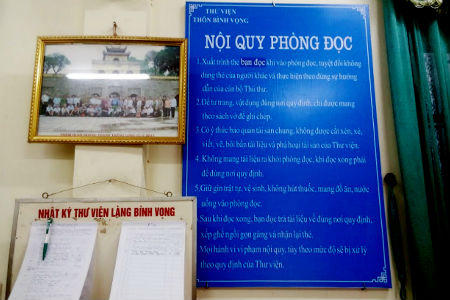 THƯ VIỆN
THÔN BÌNH VỌNG
NỘI QUY PHÒNG ĐỌC
1. Xuất trình thẻ bạn đọc khi vào phòng đọc, tuyệt đối không
dùng thẻ của người khác và thực hiện theo đúng sự hướng
dẫn của cán bộ Thủ thư.
2. Để tư trang, vật dụng đúng nơi quy định, chỉ được mang
theo sách vở để ghi chép.
3. Có ý thức bảo quản tài sản chung, không được cắt xén, xé,
viết, vẽ, bôi bẩn tài liệu và phá hoại tài sản của Thư viện.
4. Không mang tài liệu ra khỏi phòng đọc, khi đọc xong phải
để đúng nơi quy định.
5. Giữ gìn trật tự, vệ sinh, không hút thuốc, mang đồ ăn, nước
uống vào phòng đọc.
Sau khi đọc xong, bạn đọc trả tài liệu về đúng nơi quy định,
xếp ghế ngồi gọn gàng và nhận lại thẻ.
Mọi hành vi vi phạm nội quy, tùy theo mức độ sẽ bị xử lý
theo quy định của Thư viện.
NHẬT KÝ THƯ VIỆN LÀNG BÌNH VỌNG